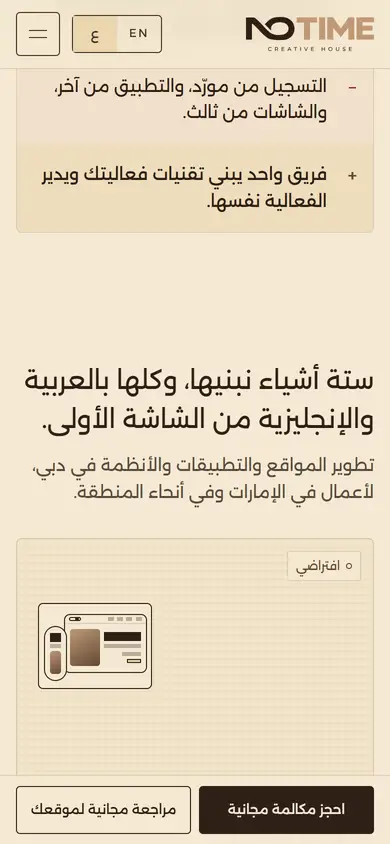 NOTIME
CREATIVE HOUSE
ع EN
− التسجيل من مورّد، والتطبيق من آخر،
والشاشات من ثالث.
+ فريق واحد يبني تقنيات فعاليتك ويدير
الفعالية نفسها.
ستة أشياء نبنيها، وكلها بالعربية
والإنجليزية من الشاشة الأولى.
تطوير المواقع والتطبيقات والأنظمة في دبي،
لأعمال في الإمارات وفي أنحاء المنطقة.
افتراضي
احجز مكالمة مجانية
مراجعة مجانية لموقعك